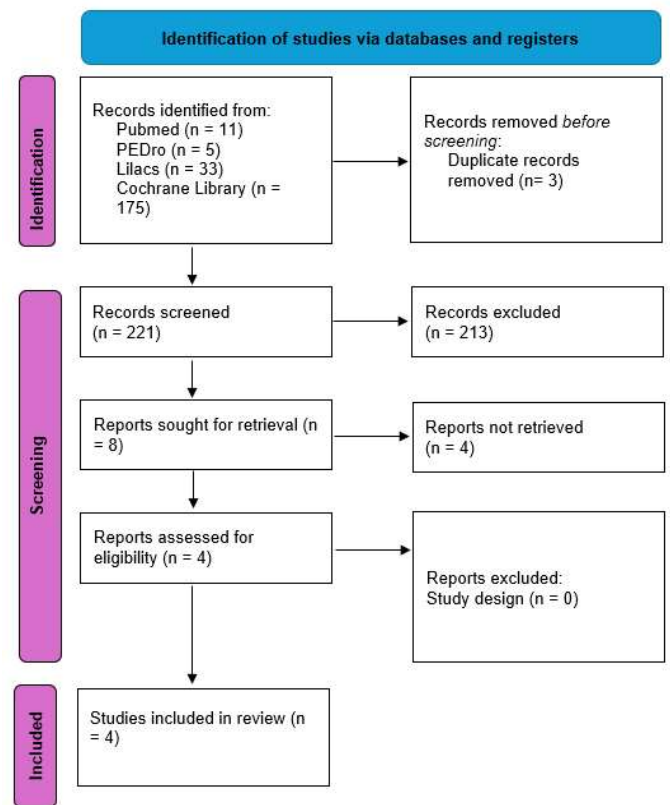 Identification of studies via databases and registers
Identification
Records identified from:
Pubmed (n = 11)
PEDro (n = 5)
Lilacs (n = 33)
Cochrane Library (n =
175)
Records removed before
screening:
Duplicate records
removed (n= 3)
Screening
Records screened
(n = 221)
Records excluded
(n = 213)
Reports sought for retrieval (n
= 8)
Reports not retrieved
(n = 4)
Reports assessed for
eligibility (n = 4)
Reports excluded:
Study design (n = 0)
Included
Studies included in review (n
= 4)